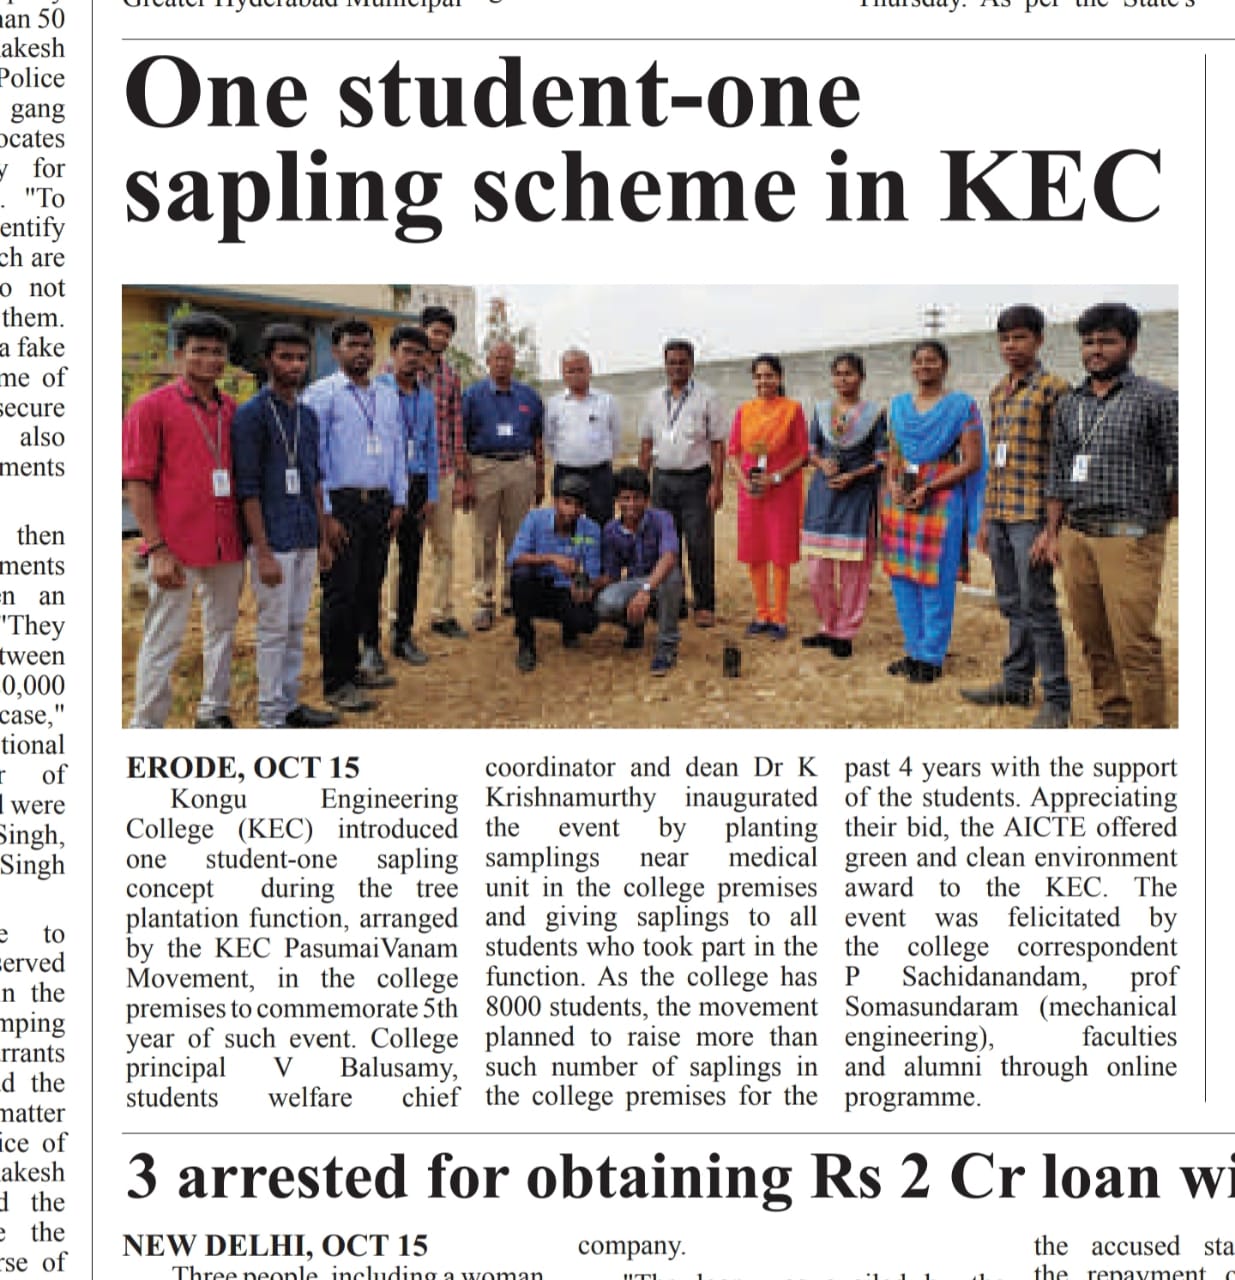 an 50
akesh
Police
gang
ocates
y for
. "To
entify
ch are
o not
them.
a fake
me of
secure
also
ments
then
ments
n an
"They
tween
0,000
case,"
tional
r of
l were
Singh,
Singh
e to
served
n the
mping
rrants
d the
matter
ice of
akesh
d the
e the
rse of
Greater Hyderabad Municipal
Thursday. As per the State's
One student-one
sapling scheme in KEC
ERODE, OCT 15
Kongu Engineering
College (KEC) introduced
one student-one sapling
concept during the tree
plantation function, arranged
by the KEC PasumaiVanam
Movement, in the college
premises to commemorate 5th
year of such event. College
principal V Balusamy,
students welfare chief
coordinator and dean Dr K
Krishnamurthy inaugurated
the event by planting
samplings near medical
unit in the college premises
and giving saplings to all
students who took part in the
function. As the college has
8000 students, the movement
planned to raise more than
such number of saplings in
the college premises for the
past 4 years with the support
of the students. Appreciating
their bid, the AICTE offered
green and clean environment
award to the KEC. The
event was felicitated by
the college correspondent
P Sachidanandam, prof
Somasundaram (mechanical
engineering), faculties
and alumni through online
programme.
3 arrested for obtaining Rs 2 Cr loan wi
NEW DELHI, OCT 15
Three people, including a woman,
company.
the accused sta
the repayment